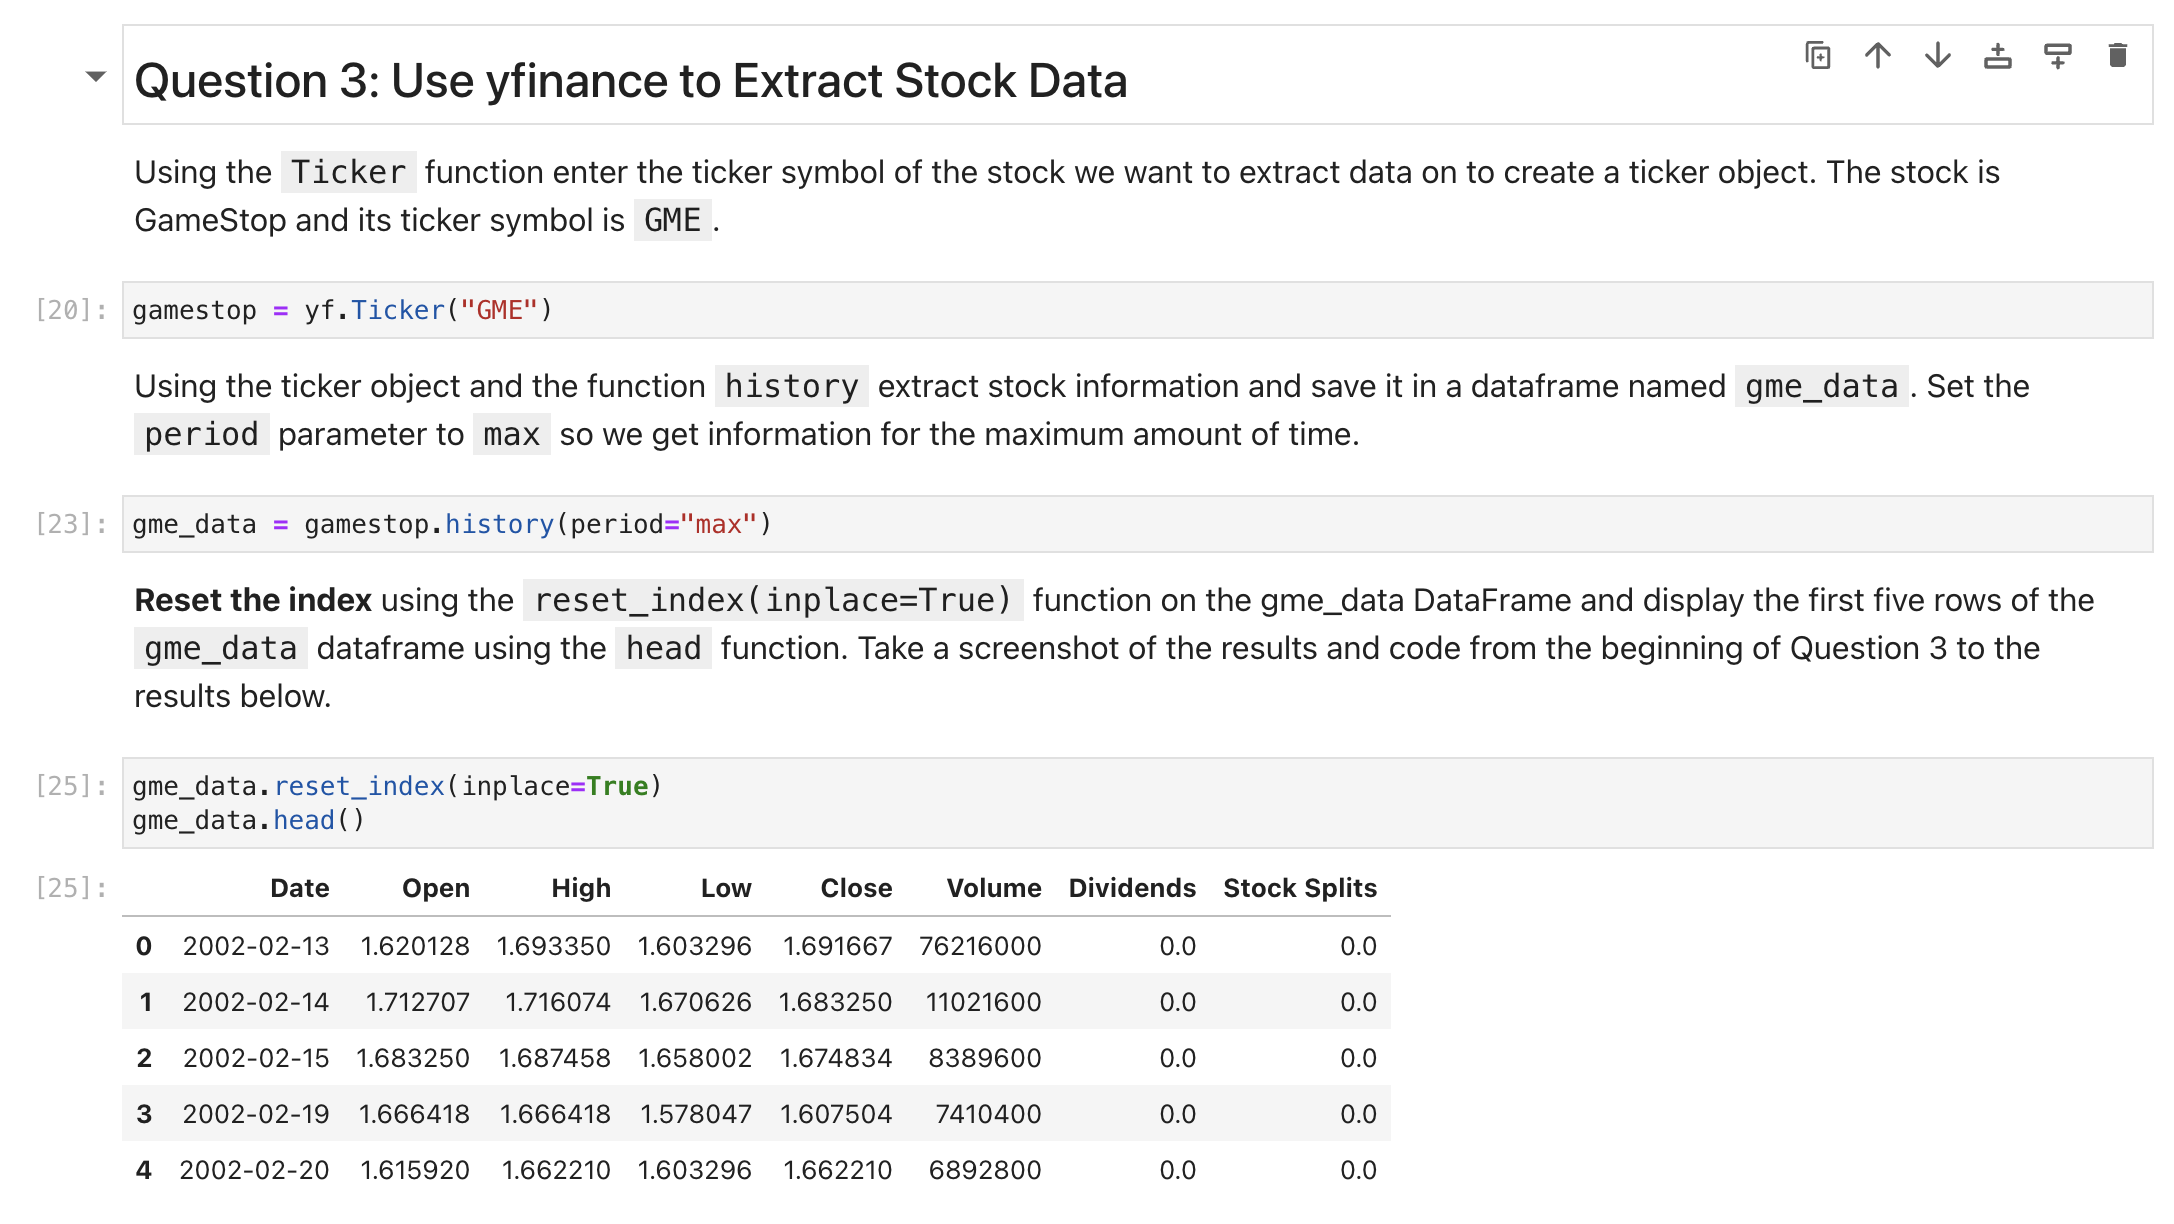 Question 3: Use yfinance to Extract Stock Data
Using the Ticker function enter the ticker symbol of the stock we want to extract data on to create a ticker object. The stock is
GameStop and its ticker symbol is GME.
[20]: gamestop = yf.Ticker("GME")
Using the ticker object and the function history extract stock information and save it in a dataframe named gme_data. Set the
period parameter to max so we get information for the maximum amount of time.
[23]: gme_data = gamestop.history(period="max")
Reset the index using the reset_index(inplace=True) function on the gme_data DataFrame and display the first five rows of the
gme_data dataframe using the head function. Take a screenshot of the results and code from the beginning of Question 3 to the
results below.
[25]: gme_data.reset_index(inplace=True)
gme_data.head()
[25]: Date Open High Low Close Volume Dividends Stock Splits
0 2002-02-13 1.620128 1.693350 1.603296 1.691667 76216000 0.0 0.0
1 2002-02-14 1.712707 1.716074 1.670626 1.683250 11021600 0.0 0.0
2 2002-02-15 1.683250 1.687458 1.658002 1.674834 8389600 0.0 0.0
3 2002-02-19 1.666418 1.666418 1.578047 1.607504 7410400 0.0 0.0
4 2002-02-20 1.615920 1.662210 1.603296 1.662210 6892800 0.0 0.0